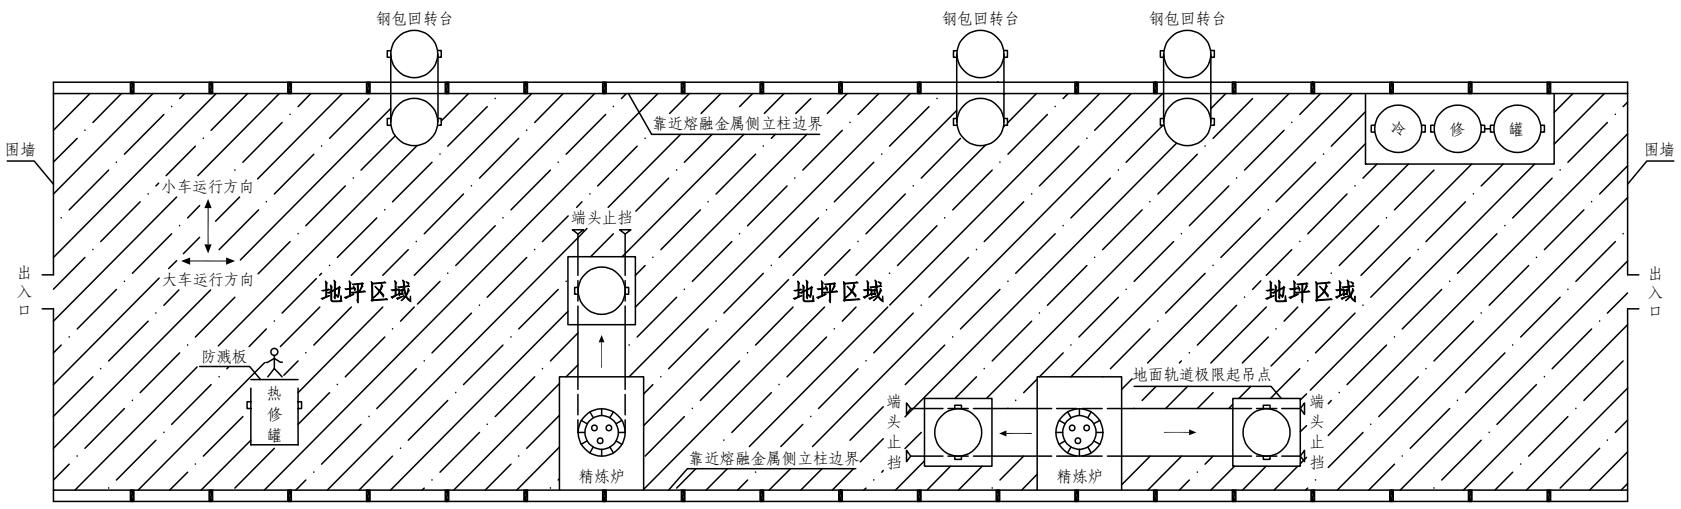 钢包回转台
钢包回转台
钢包回转台
靠近熔融金属侧立柱边界
冷
修
罐
围墙
围墙
小车运行方向
大车运行方向
端头止挡
出入口
地坪区域
地坪区域
地坪区域
出入口
防溅板
热修罐
地面轨道极限起吊点
端头止挡
端头止挡
靠近熔融金属侧立柱边界
精炼炉
精炼炉